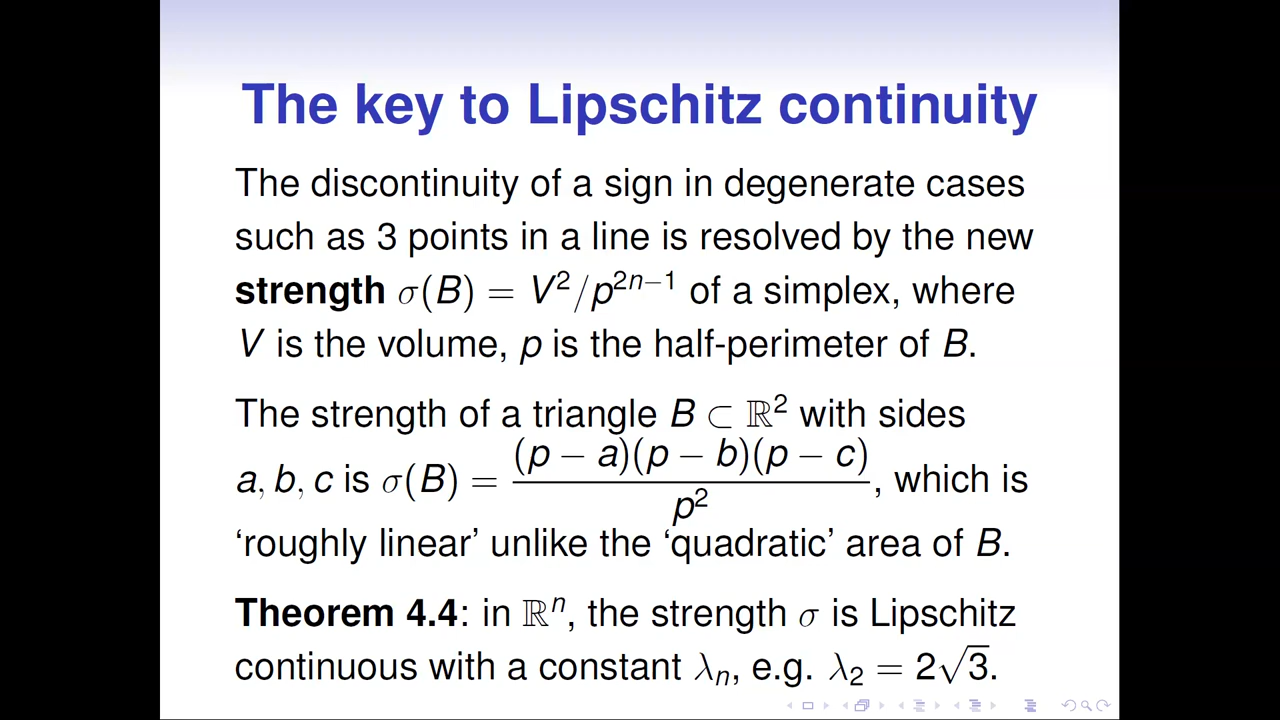 The key to Lipschitz continuity
The discontinuity of a sign in degenerate cases
such as 3 points in a line is resolved by the new
strength σ(B) = V²/p²ⁿ⁻¹ of a simplex, where
V is the volume, p is the half-perimeter of B.
The strength of a triangle B ⊂ ℝ² with sides
a, b, c is σ(B) = (p − a)(p − b)(p − c) / p², which is
‘roughly linear’ unlike the ‘quadratic’ area of B.
Theorem 4.4: in ℝⁿ, the strength σ is Lipschitz
continuous with a constant λₙ, e.g. λ₂ = 2√3.